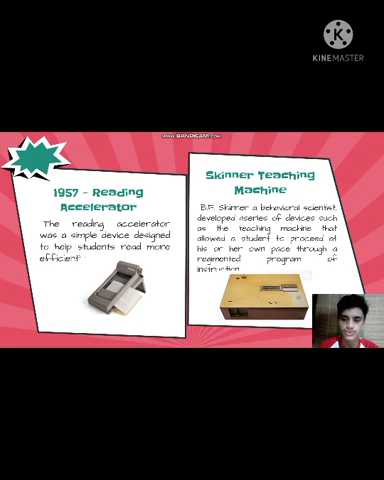 K
KINEMASTER
WWW.BANDICAM.COM
1957 - Reading
Accelerator
The reading accelerator
was a simple device designed
to help students read more
Skinner Teaching
Machine
B.F. Skinner a behavioral scientist,
developed aseries of devices such
as the teaching machine that
allowed a student to proceed at
his or her own pace through a
regimented program of
instruction